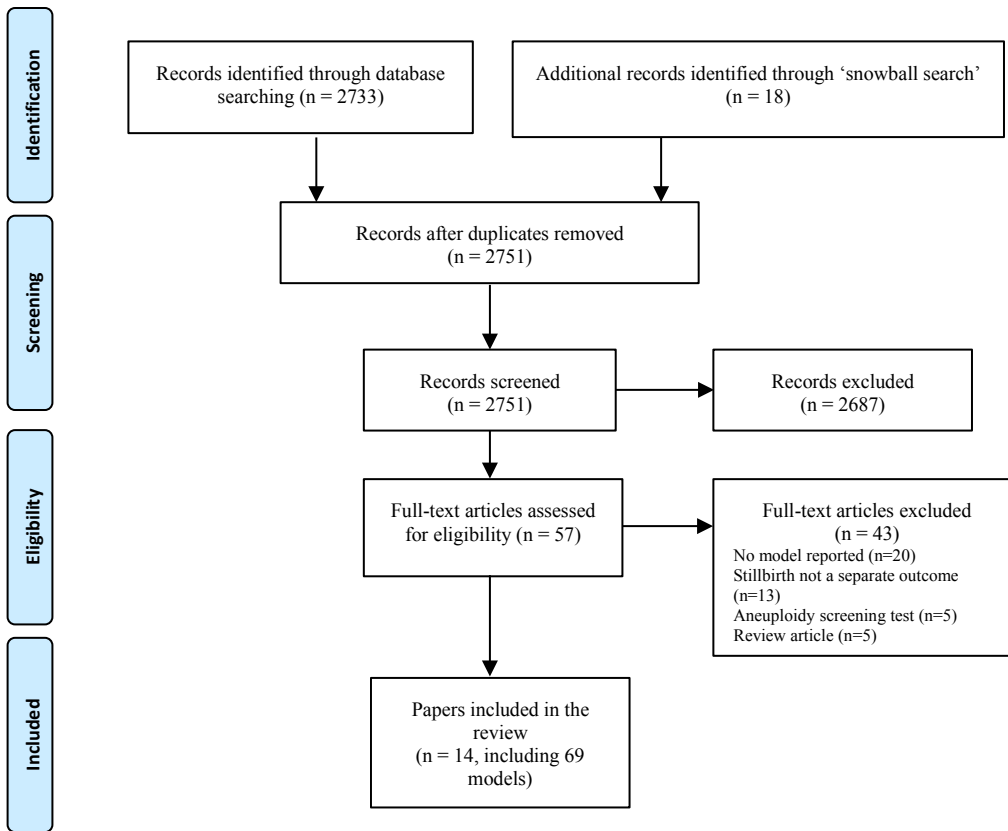 Identification
Records identified through database
searching (n = 2733)
Additional records identified through ‘snowball search’
(n = 18)
Screening
Records after duplicates removed
(n = 2751)
Records screened
(n = 2751)
Records excluded
(n = 2687)
Eligibility
Full-text articles assessed
for eligibility (n = 57)
Full-text articles excluded
(n = 43)
No model reported (n=20)
Stillbirth not a separate outcome
(n=13)
Aneuploidy screening test (n=5)
Review article (n=5)
Included
Papers included in the
review
(n = 14, including 69
models)